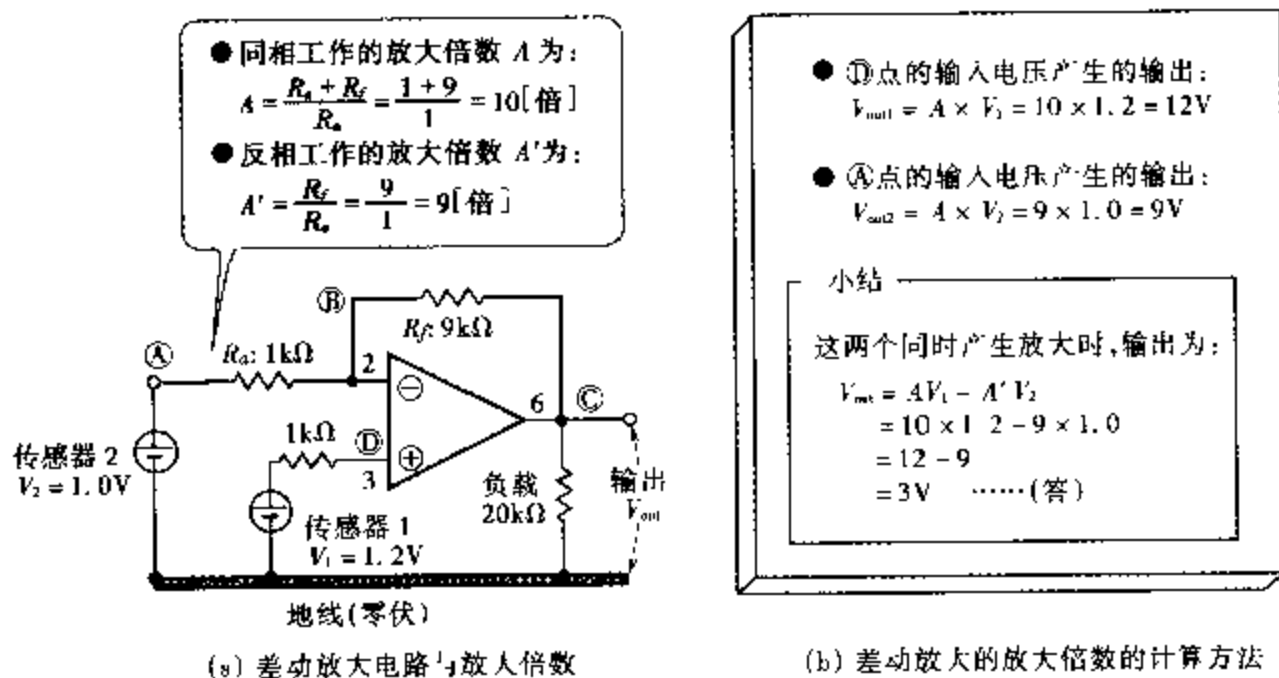 ● 同相工作的放大倍数 A 为:
A = (Ra + Rf) / Ra = (1 + 9) / 1 = 10[倍]
● 反相工作的放大倍数 A′为:
A′ = Rf / Ra = 9 / 1 = 9[倍]
Ⓑ
Rf: 9kΩ
Ⓐ
Ra: 1kΩ
2
⊖
6
Ⓒ
1kΩ
Ⓓ
3
⊕
传感器 2
V₂ = 1.0V
传感器 1
V₁ = 1.2V
负载
20kΩ
输出
Vout
地线(零伏)
(a) 差动放大电路与放大倍数
● Ⓓ点的输入电压产生的输出:
Vout1 = A × V₁ = 10 × 1.2 = 12V
● Ⓐ点的输入电压产生的输出:
Vout2 = A × V₂ = 9 × 1.0 = 9V
小结
这两个同时产生放大时,输出为:
Vout = AV₁ − A′V₂
= 10 × 1.2 − 9 × 1.0
= 12 − 9
= 3V ……(答)
(b) 差动放大的放大倍数的计算方法